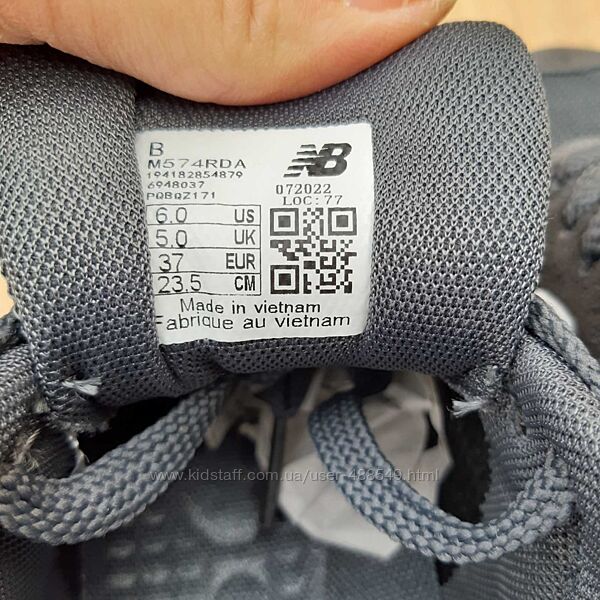 B
M574RDA
194182854879
6948037
PQBQZ171
NB
072022
LOC:77
6.0 US
5.0 UK
37 EUR
23.5 CM
Made in vietnam
Fabrique au vietnam
www.kidstaff.com.ua/user-488549.html